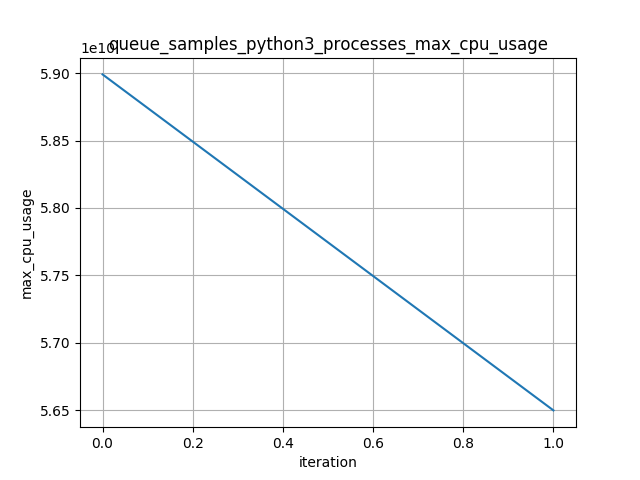 queue_samples_python3_processes_max_cpu_usage
1e10
5.90
5.85
5.80
5.75
5.70
5.65
max_cpu_usage
0.0 0.2 0.4 0.6 0.8 1.0
iteration